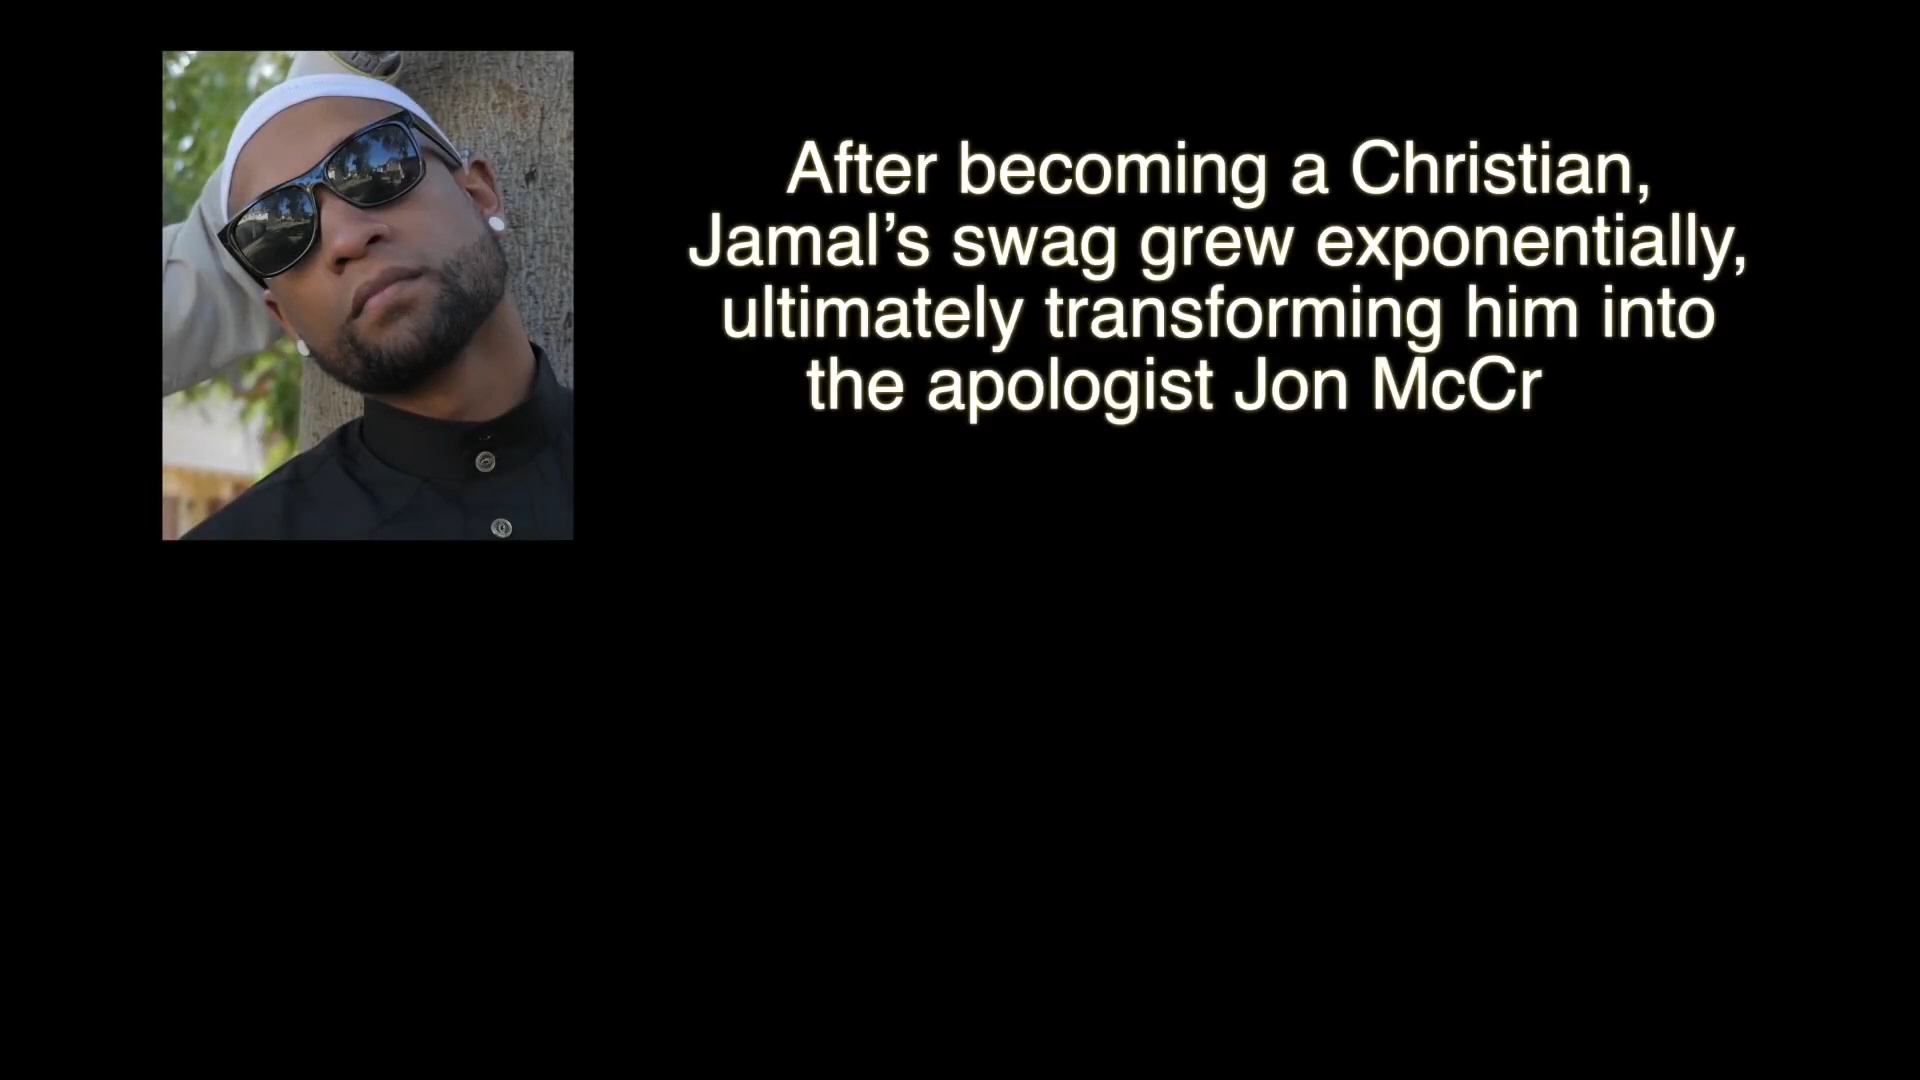 After becoming a Christian,
Jamal’s swag grew exponentially,
ultimately transforming him into
the apologist Jon McCr